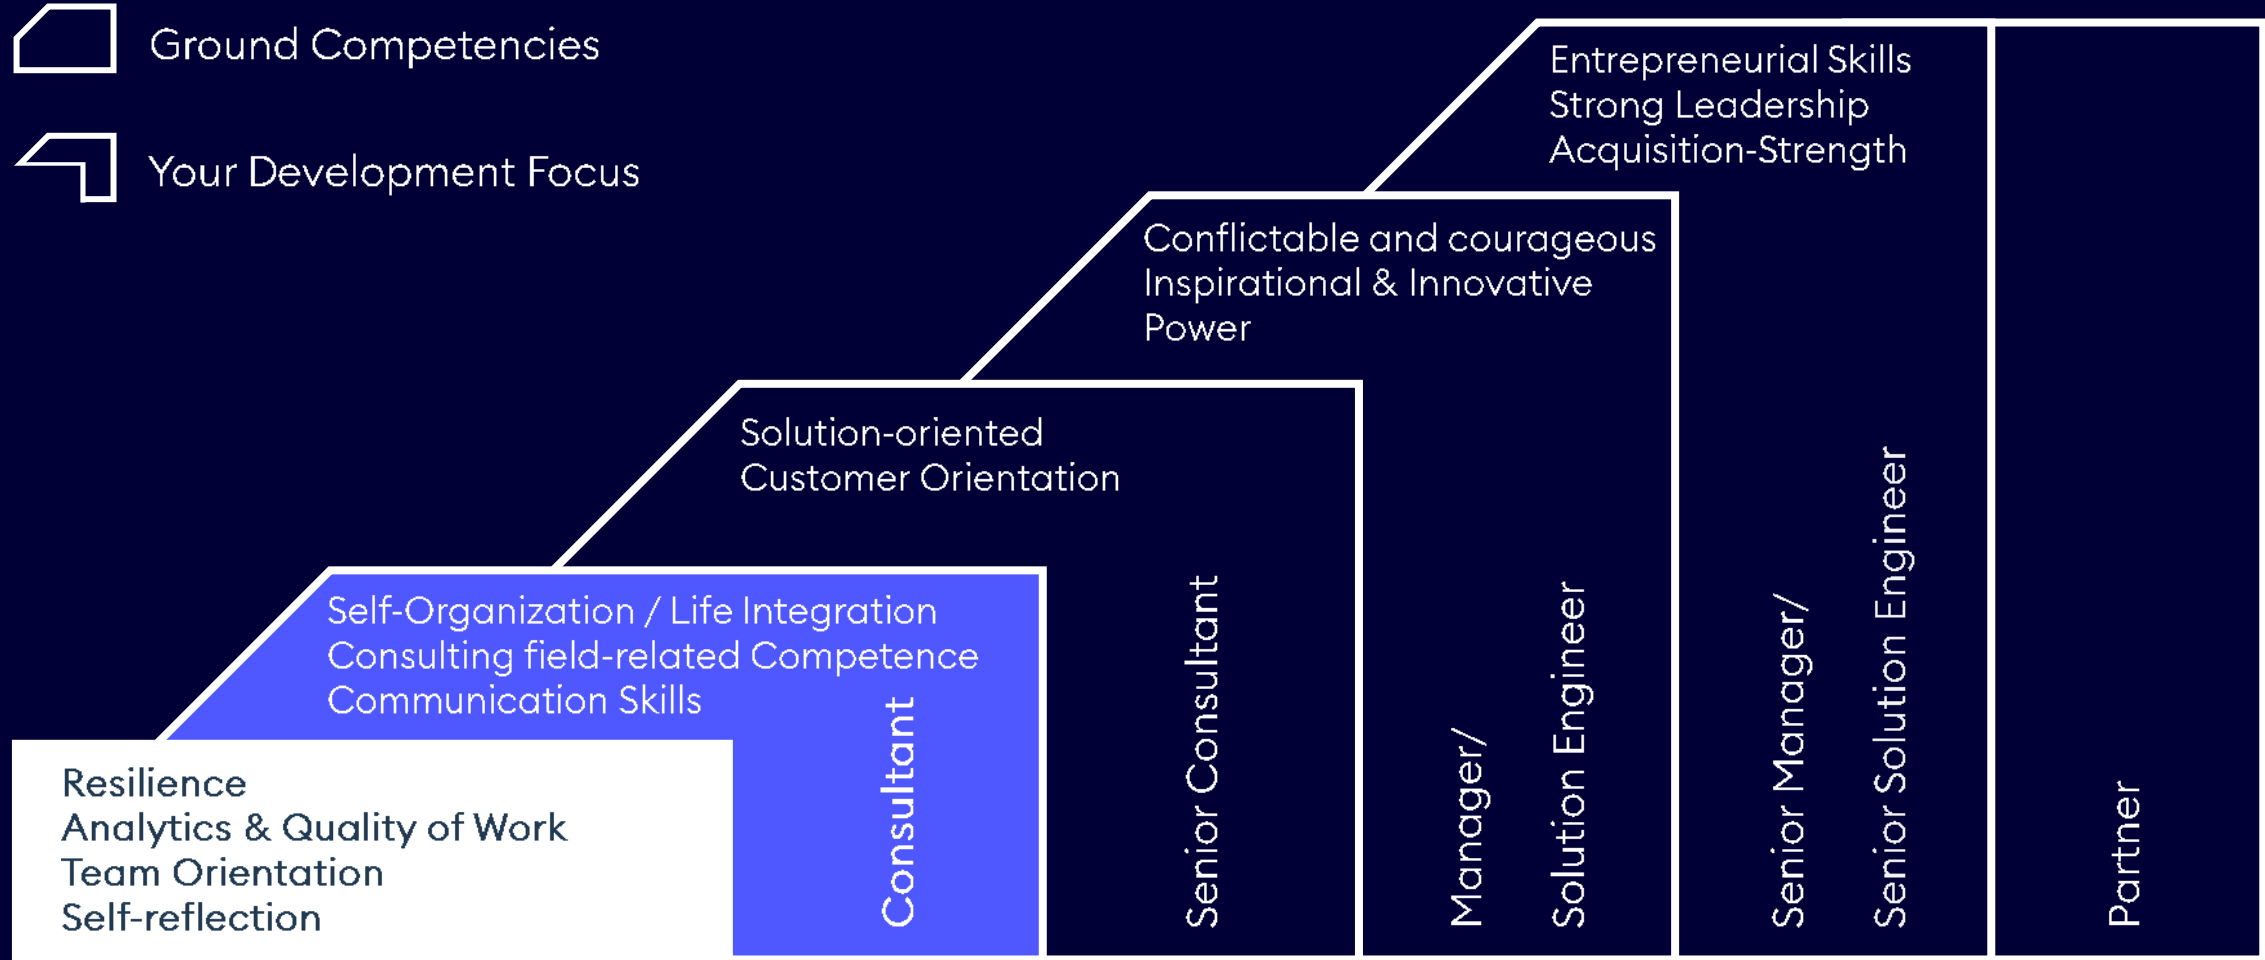 Ground Competencies
Your Development Focus
Entrepreneurial Skills
Strong Leadership
Acquisition-Strength
Conflictable and courageous
Inspirational & Innovative
Power
Solution-oriented
Customer Orientation
Self-Organization / Life Integration
Consulting field-related Competence
Communication Skills
Resilience
Analytics & Quality of Work
Team Orientation
Self-reflection
Consultant
Senior Consultant
Manager/
Solution Engineer
Senior Manager/
Senior Solution Engineer
Partner